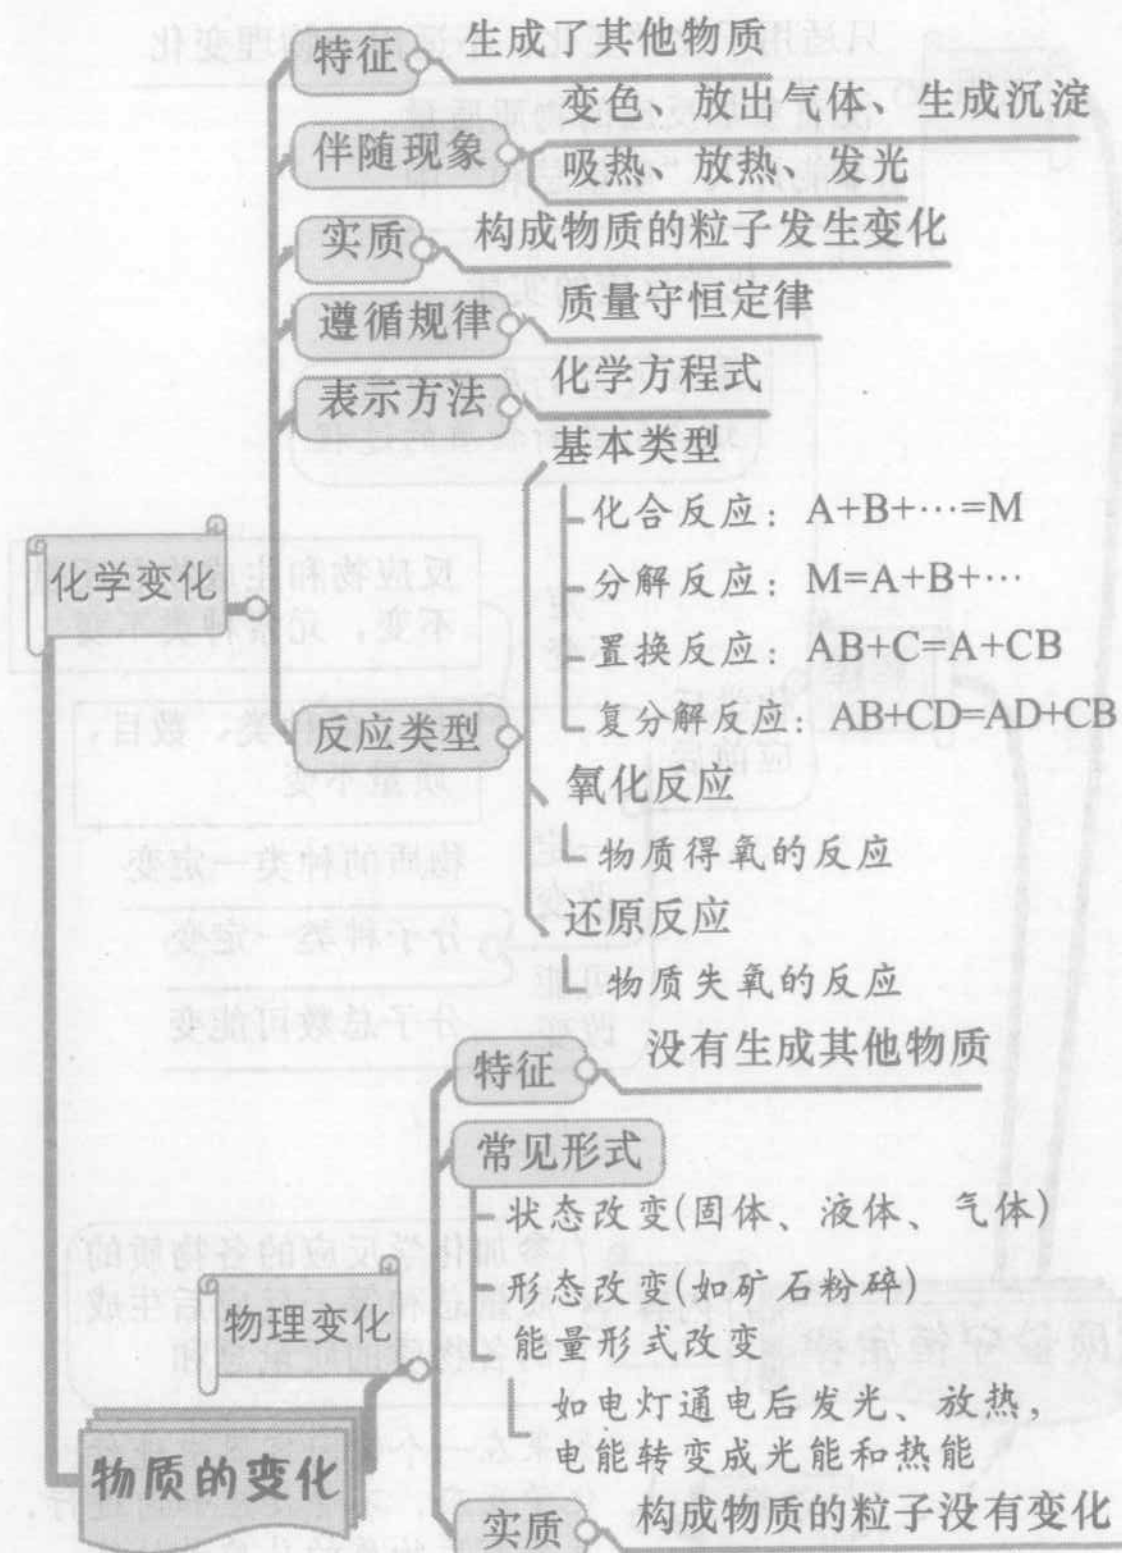 特征
生成了其他物质
伴随现象
变色、放出气体、生成沉淀
吸热、放热、发光
实质
构成物质的粒子发生变化
遵循规律
质量守恒定律
表示方法
化学方程式
化学变化
反应类型
基本类型
化合反应：A+B+…=M
分解反应：M=A+B+…
置换反应：AB+C=A+CB
复分解反应：AB+CD=AD+CB
氧化反应
物质得氧的反应
还原反应
物质失氧的反应
物质的变化
物理变化
特征
没有生成其他物质
常见形式
状态改变(固体、液体、气体)
形态改变(如矿石粉碎)
能量形式改变
如电灯通电后发光、放热，
电能转变成光能和热能
实质
构成物质的粒子没有变化